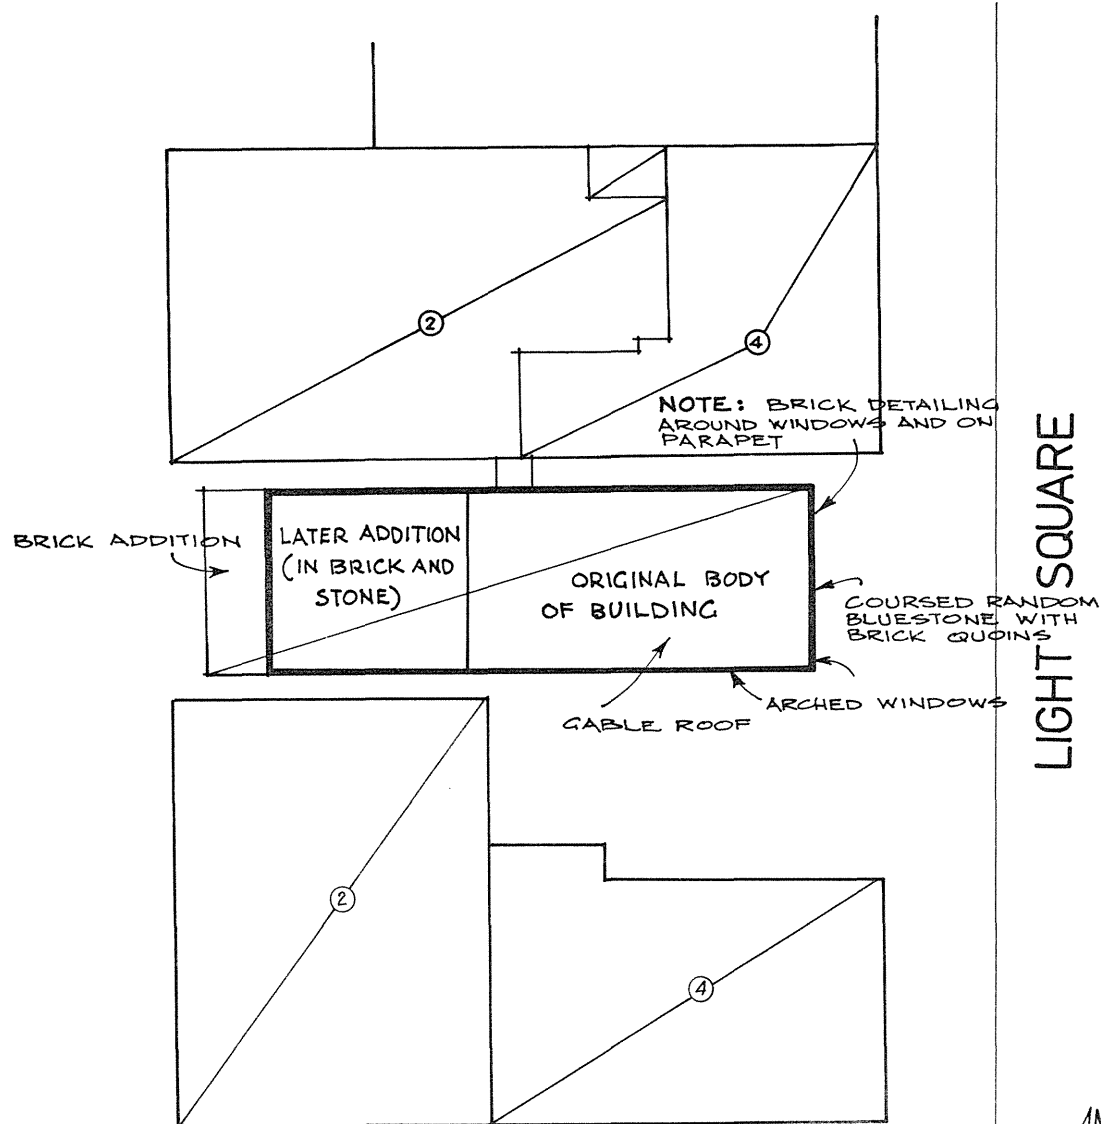 2
4
NOTE: BRICK DETAILING
AROUND WINDOWS AND ON
PARAPET
BRICK ADDITION
LATER ADDITION
(IN BRICK AND
STONE)
ORIGINAL BODY
OF BUILDING
COURSED RANDOM
BLUESTONE WITH
BRICK QUOINS
ARCHED WINDOWS
GABLE ROOF
LIGHT SQUARE
2
4